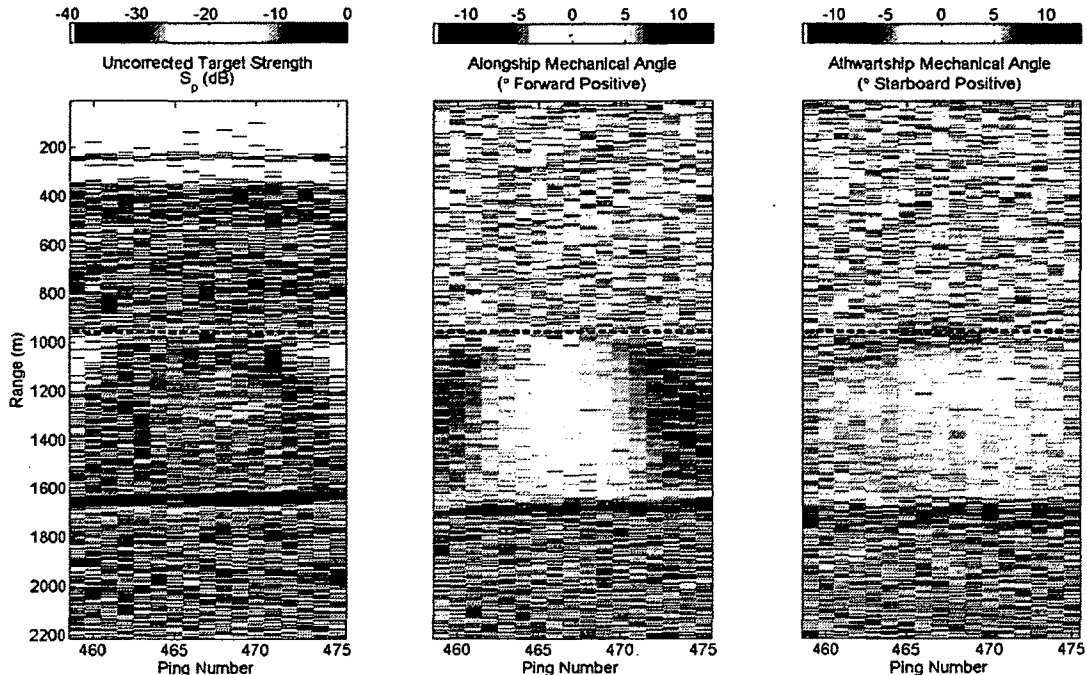 -40 -30 -20 -10 0
-10 -5 0 5 10
-10 -5 0 5 10
Uncorrected Target Strength
Sp (dB)
Alongship Mechanical Angle
(° Forward Positive)
Athwartship Mechanical Angle
(° Starboard Positive)
Range (m)
200
400
600
800
1000
1200
1400
1600
1800
2000
2200
460 465 470 475
Ping Number
460 465 470 475
Ping Number
460 465 470 475
Ping Number